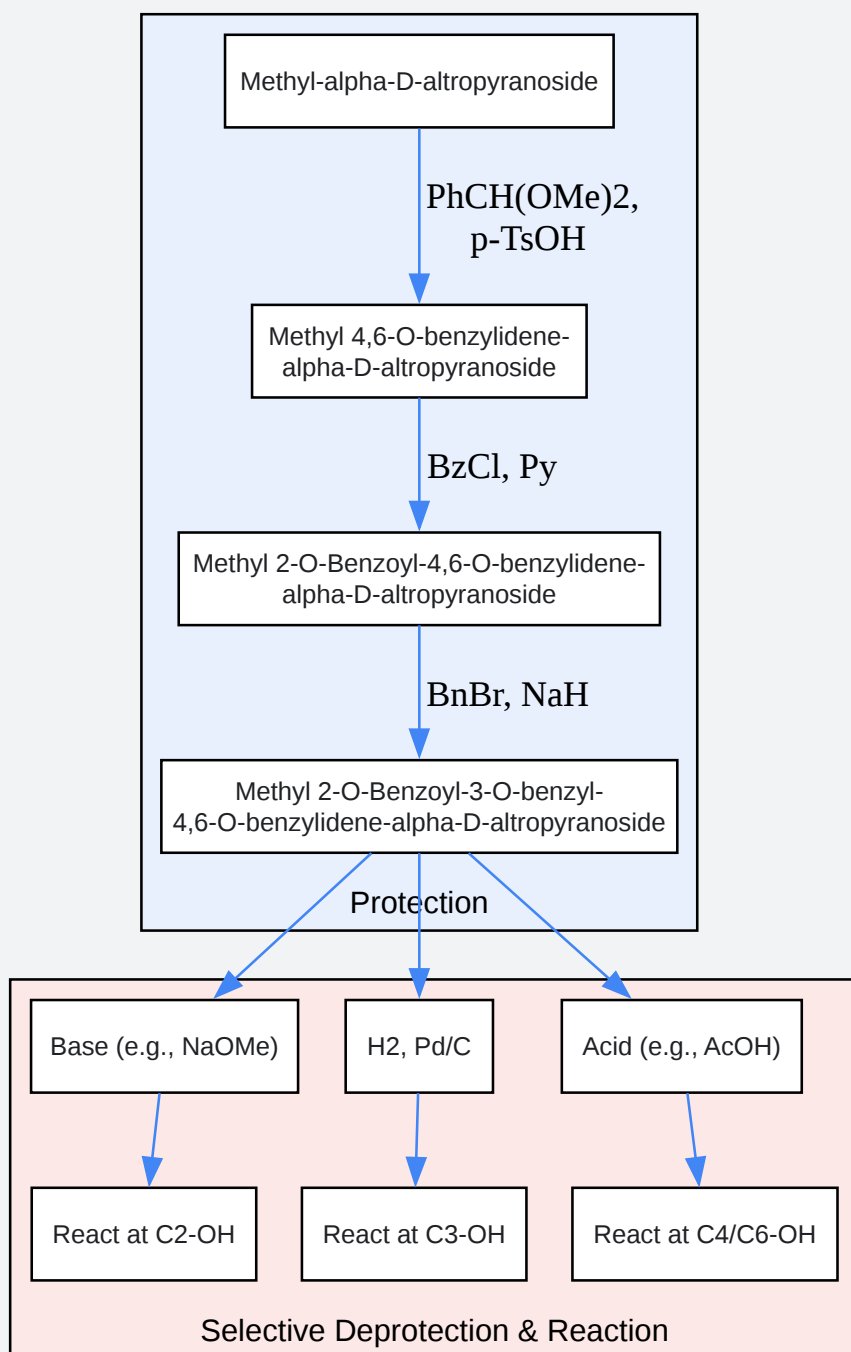 Methyl-alpha-D-altropyranoside
PhCH(OMe)2,
p-TsOH
Methyl 4,6-O-benzylidene-
alpha-D-altropyranoside
BzCl, Py
Methyl 2-O-Benzoyl-4,6-O-benzylidene-
alpha-D-altropyranoside
BnBr, NaH
Methyl 2-O-Benzoyl-3-O-benzyl-
4,6-O-benzylidene-alpha-D-altropyranoside
Protection
Base (e.g., NaOMe)
H2, Pd/C
Acid (e.g., AcOH)
React at C2-OH
React at C3-OH
React at C4/C6-OH
Selective Deprotection & Reaction